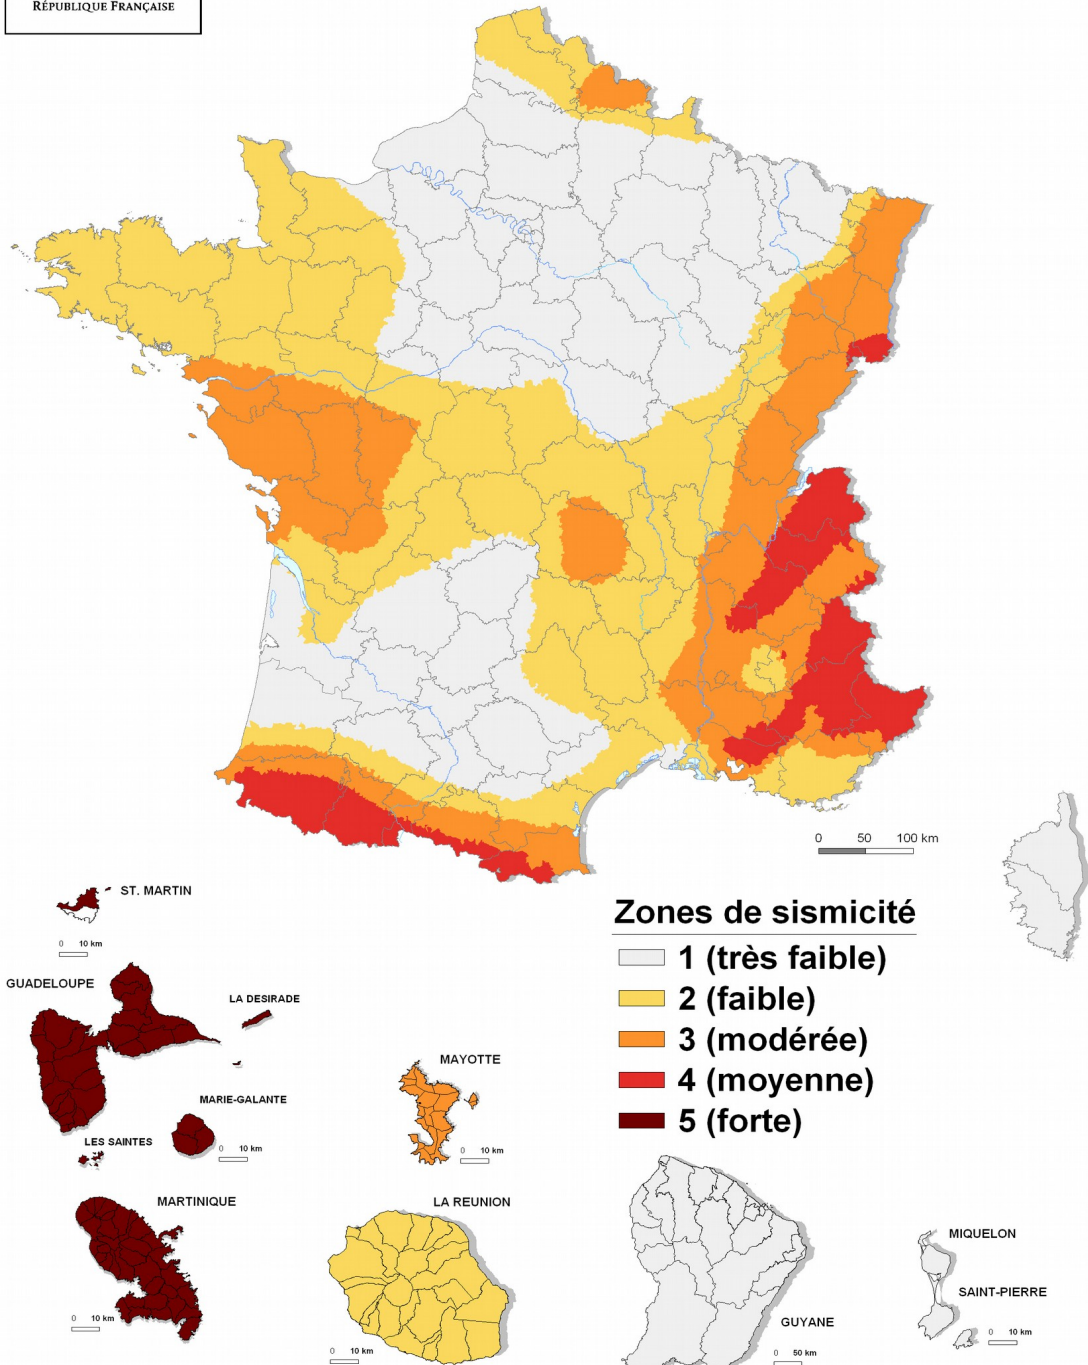 RÉPUBLIQUE FRANÇAISE
0 50 100 km
ST. MARTIN
0 10 km
Zones de sismicité
1 (très faible)
2 (faible)
3 (modérée)
4 (moyenne)
5 (forte)
GUADELOUPE
LA DESIRADE
MARIE-GALANTE
0 10 km
LES SAINTES
MAYOTTE
0 10 km
MARTINIQUE
0 10 km
LA REUNION
0 10 km
GUYANE
0 50 km
MIQUELON
SAINT-PIERRE
0 10 km